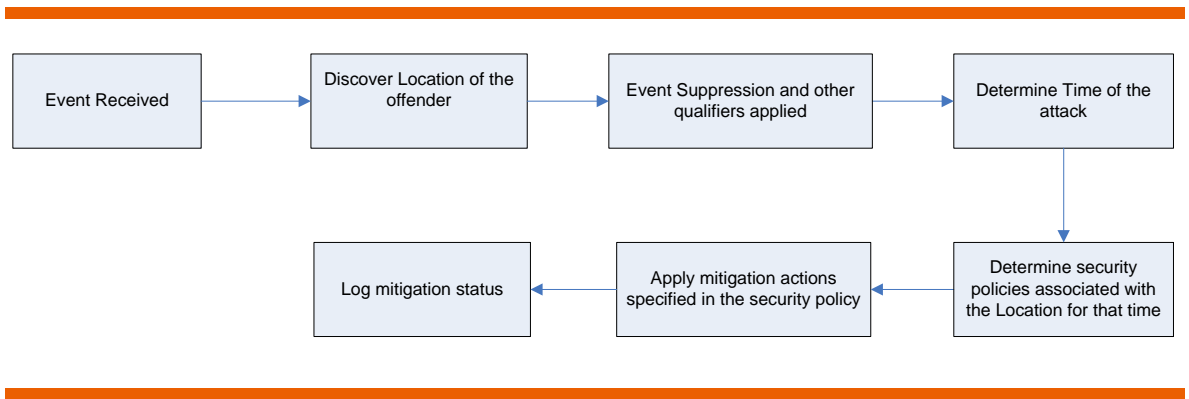 Event Received
Discover Location of the
offender
Event Suppression and other
qualifiers applied
Determine Time of the
attack
Determine security
policies associated with
the Location for that time
Apply mitigation actions
specified in the security policy
Log mitigation status